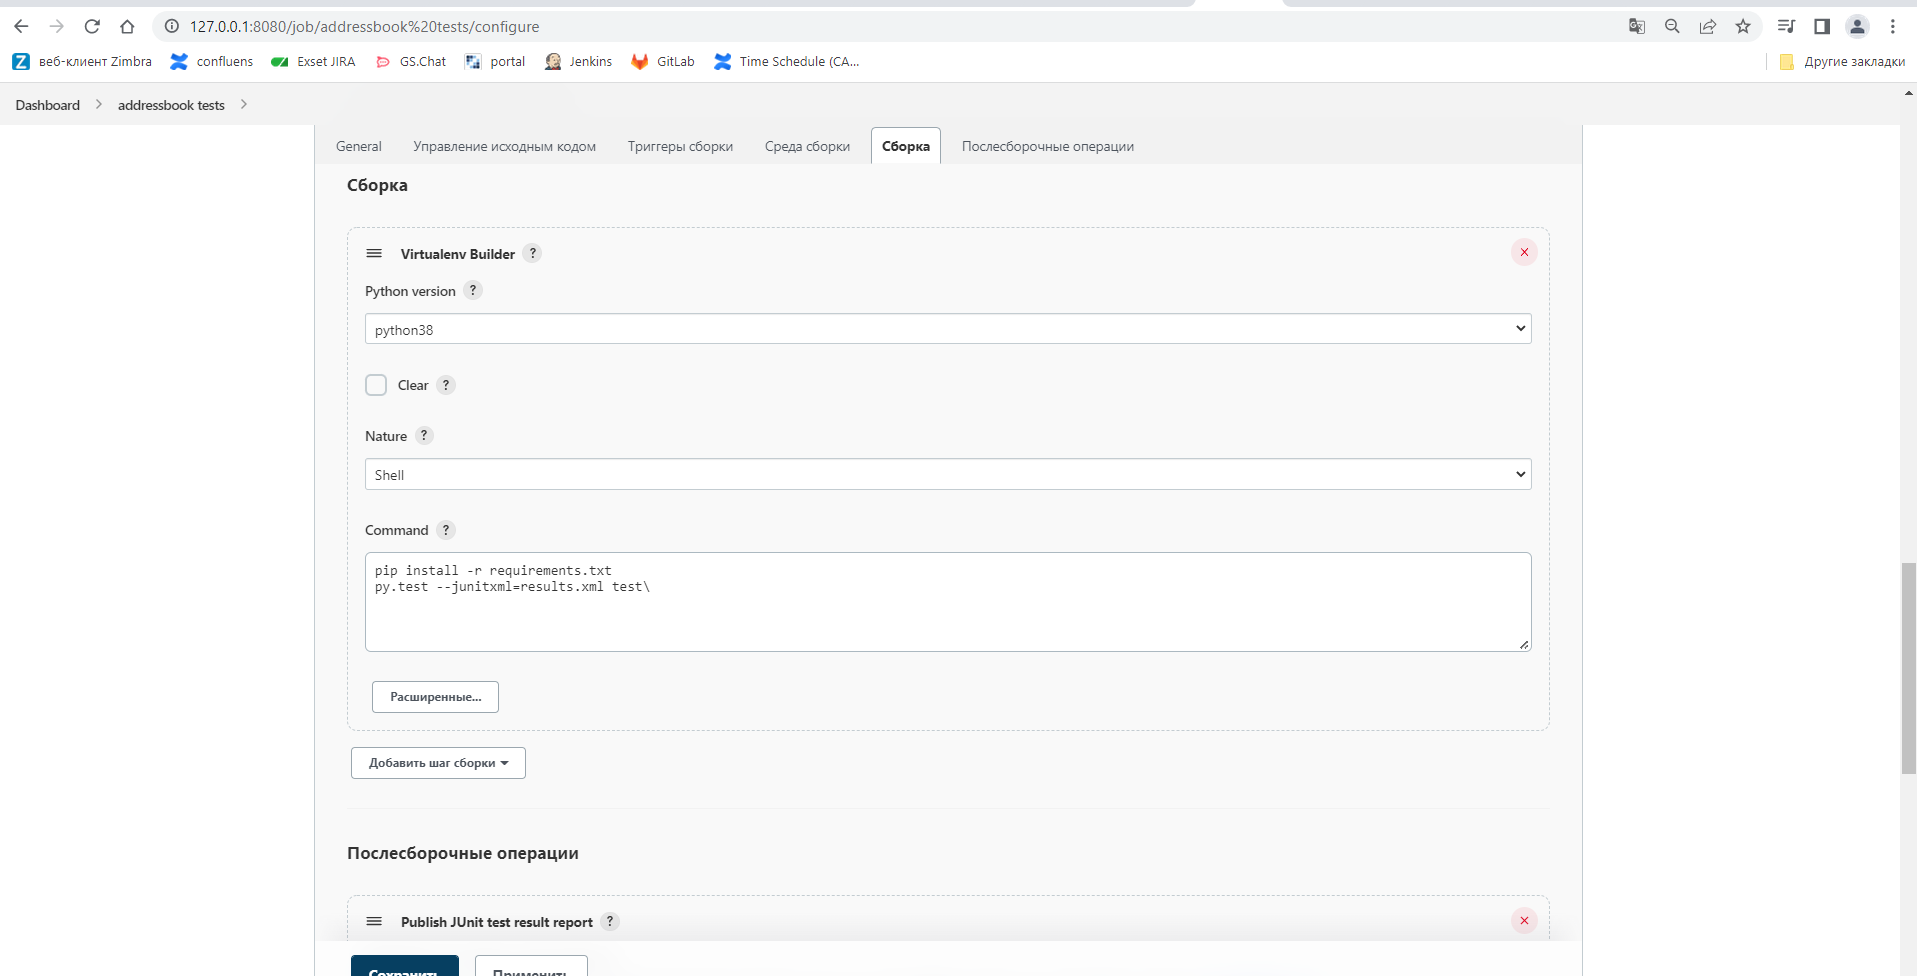 127.0.0.1:8080/job/addressbook%20tests/configure
веб-клиент Zimbra confluens Exset JIRA GS.Chat portal Jenkins GitLab Time Schedule (CA... Другие закладки
Dashboard addressbook tests
General Управление исходным кодом Триггеры сборки Среда сборки Сборка Послесборочные операции
Сборка
Virtualenv Builder ?
Python version ?
python38
Clear ?
Nature ?
Shell
Command ?
pip install -r requirements.txt
py.test --junitxml=results.xml test\
Расширенные...
Добавить шаг сборки
Послесборочные операции
Publish JUnit test result report ?
Сохранить Применить